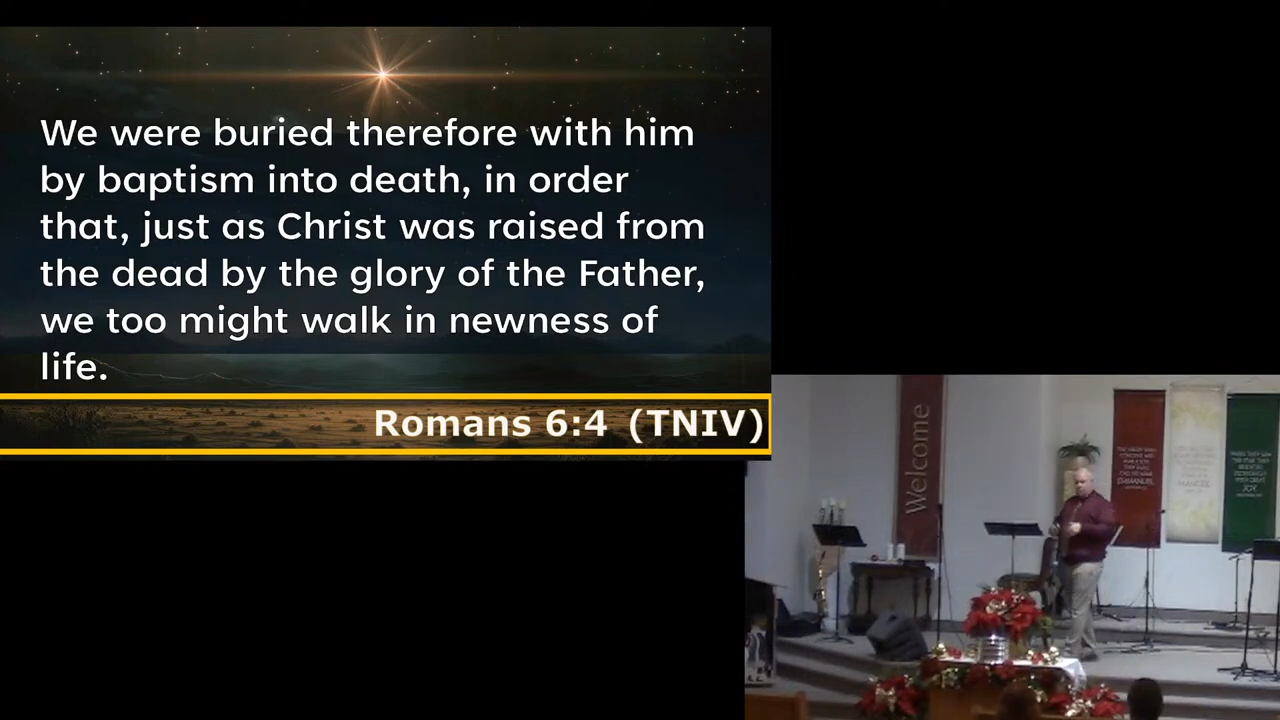 We were buried therefore with him
by baptism into death, in order
that, just as Christ was raised from
the dead by the glory of the Father,
we too might walk in newness of
life.
Romans 6:4 (TNIV)
Welcome
EMMANUEL
JOY